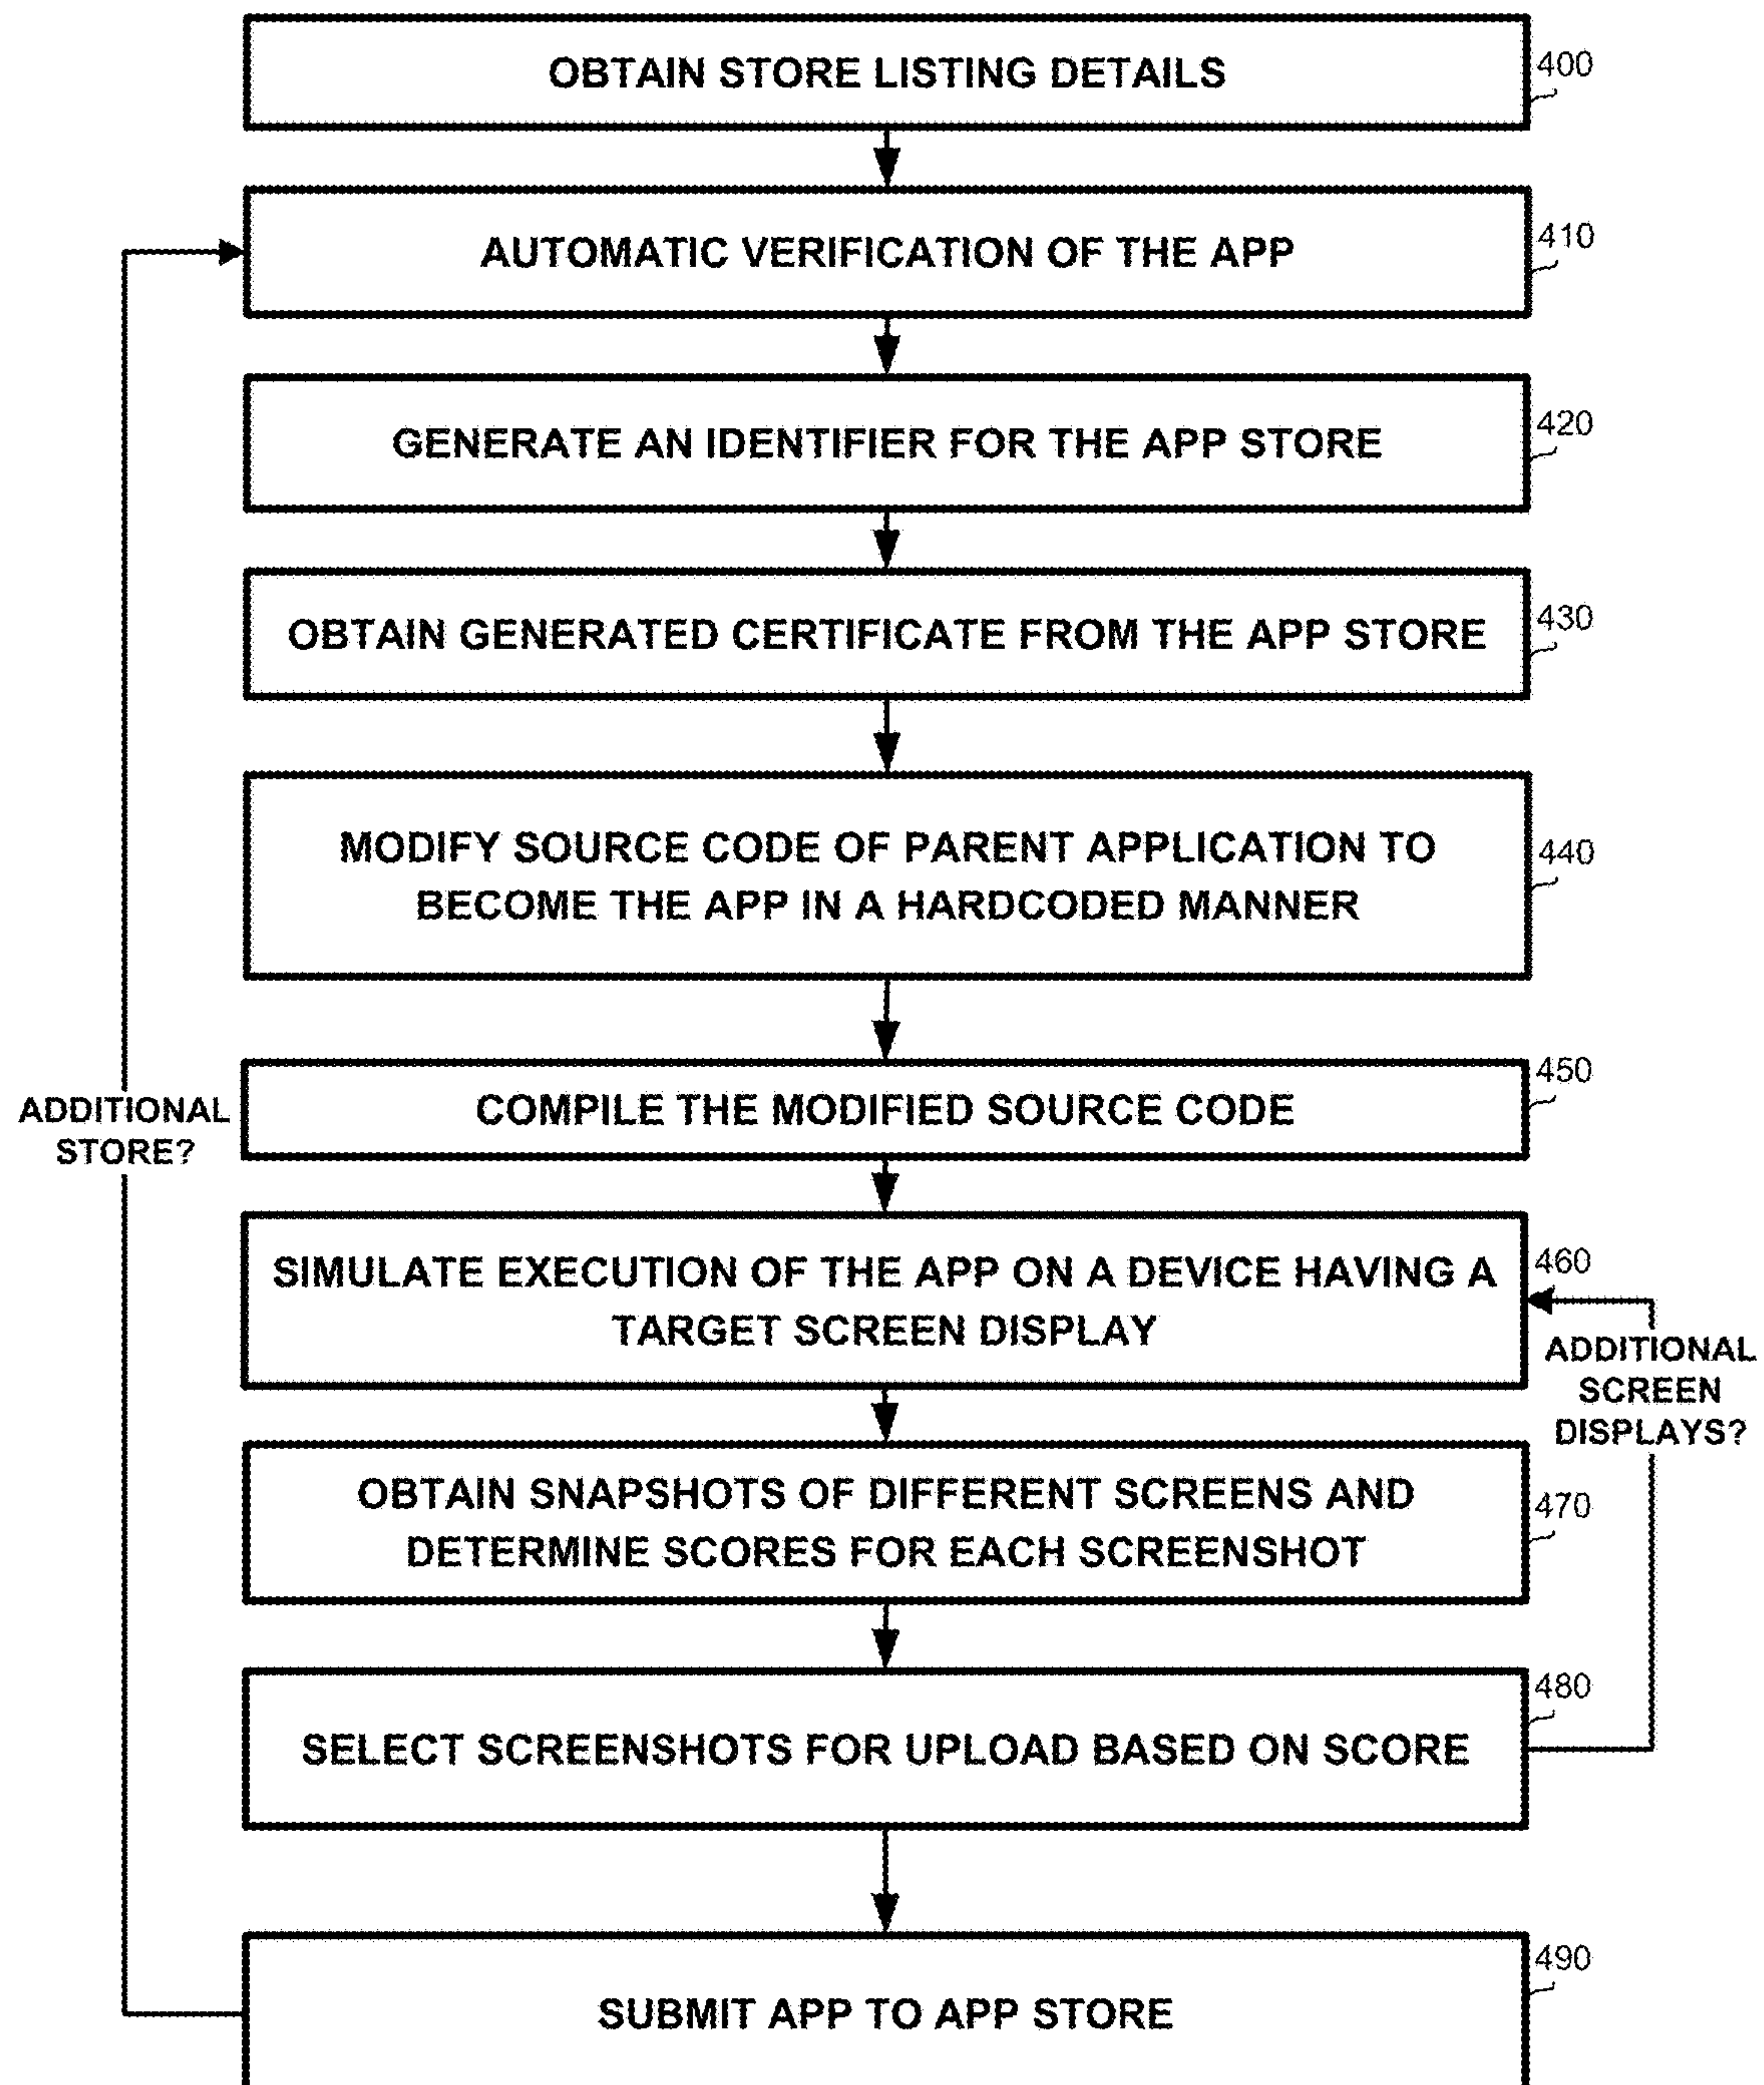 OBTAIN STORE LISTING DETAILS
400
AUTOMATIC VERIFICATION OF THE APP
410
GENERATE AN IDENTIFIER FOR THE APP STORE
420
OBTAIN GENERATED CERTIFICATE FROM THE APP STORE
430
MODIFY SOURCE CODE OF PARENT APPLICATION TO
BECOME THE APP IN A HARDCODED MANNER
440
ADDITIONAL
STORE?
COMPILE THE MODIFIED SOURCE CODE
450
SIMULATE EXECUTION OF THE APP ON A DEVICE HAVING A
TARGET SCREEN DISPLAY
460
ADDITIONAL
SCREEN
DISPLAYS?
OBTAIN SNAPSHOTS OF DIFFERENT SCREENS AND
DETERMINE SCORES FOR EACH SCREENSHOT
470
SELECT SCREENSHOTS FOR UPLOAD BASED ON SCORE
480
SUBMIT APP TO APP STORE
490